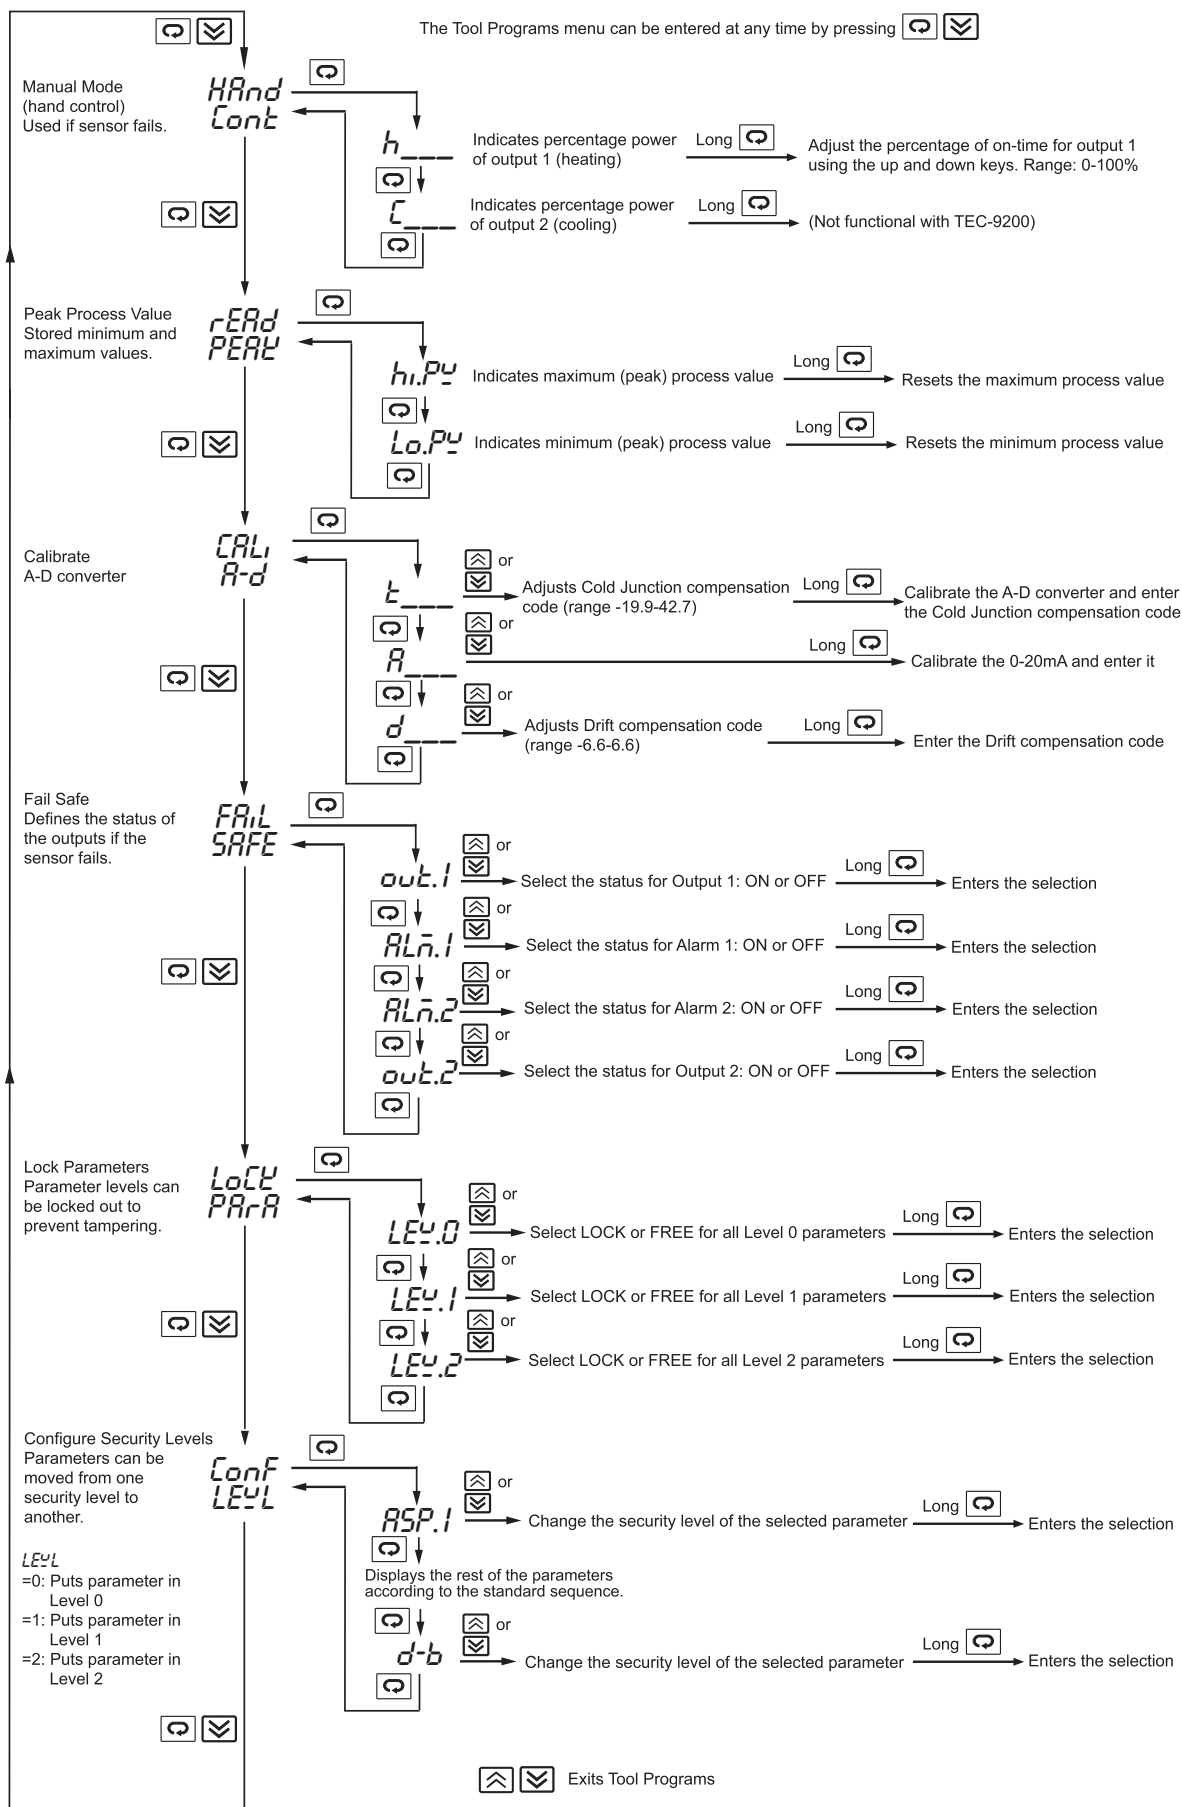 The Tool Programs menu can be entered at any time by pressing
Manual Mode
(hand control)
Used if sensor fails.
HAnd
Cont
h___
Indicates percentage power
of output 1 (heating)
Long
Adjust the percentage of on-time for output 1
using the up and down keys. Range: 0-100%
C___
Indicates percentage power
of output 2 (cooling)
Long
(Not functional with TEC-9200)
Peak Process Value
Stored minimum and
maximum values.
rEAd
PEAK
hi.PV
Indicates maximum (peak) process value
Long
Resets the maximum process value
Lo.PV
Indicates minimum (peak) process value
Long
Resets the minimum process value
Calibrate
A-D converter
CALi
A-d
or
t___
Adjusts Cold Junction compensation
code (range -19.9-42.7)
Long
Calibrate the A-D converter and enter
the Cold Junction compensation code
or
A___
Long
Calibrate the 0-20mA and enter it
or
d___
Adjusts Drift compensation code
(range -6.6-6.6)
Long
Enter the Drift compensation code
Fail Safe
Defines the status of
the outputs if the
sensor fails.
FAiL
SAFE
or
out.1
Select the status for Output 1: ON or OFF
Long
Enters the selection
or
ALM.1
Select the status for Alarm 1: ON or OFF
Long
Enters the selection
or
ALM.2
Select the status for Alarm 2: ON or OFF
Long
Enters the selection
or
out.2
Select the status for Output 2: ON or OFF
Long
Enters the selection
Lock Parameters
Parameter levels can
be locked out to
prevent tampering.
LoCK
PArA
or
LEV.0
Select LOCK or FREE for all Level 0 parameters
Long
Enters the selection
or
LEV.1
Select LOCK or FREE for all Level 1 parameters
Long
Enters the selection
or
LEV.2
Select LOCK or FREE for all Level 2 parameters
Long
Enters the selection
Configure Security Levels
Parameters can be
moved from one
security level to
another.
ConF
LEVL
or
ASP.1
Change the security level of the selected parameter
Long
Enters the selection
LEVL
=0: Puts parameter in
Level 0
=1: Puts parameter in
Level 1
=2: Puts parameter in
Level 2
Displays the rest of the parameters
according to the standard sequence.
or
d-b
Change the security level of the selected parameter
Long
Enters the selection
Exits Tool Programs